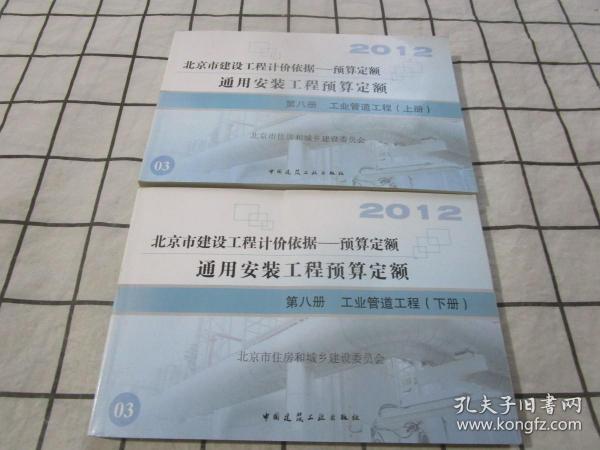 2012
北京市建设工程计价依据——预算定额
通用安装工程预算定额
第八册 工业管道工程（上册）
北京市住房和城乡建设委员会
03
中国建筑工业出版社
2012
北京市建设工程计价依据——预算定额
通用安装工程预算定额
第八册 工业管道工程（下册）
北京市住房和城乡建设委员会
03
中国建筑工业出版社
孔夫子旧书网
www.kongfz.com